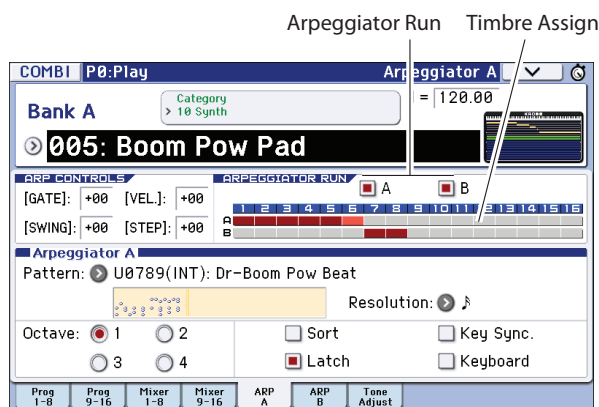 Arpeggiator Run Timbre Assign
COMBI P0:Play Arpeggiator A
Bank A
Category
10 Synth
= 120.00
005: Boom Pow Pad
ARP CONTROLS ARPEGGIATOR RUN A B
[GATE]: +00 [VEL.]: +00
1 2 3 4 5 6 7 8 9 10 11 12 13 14 15 16
A
[SWING]: +00 [STEP]: +00
B
Arpeggiator A
Pattern: U0789(INT): Dr-Boom Pow Beat
Resolution: ♪
Octave: 1 2 Sort Key Sync.
3 4 Latch Keyboard
Prog 1-8 Prog 9-16 Mixer 1-8 Mixer 9-16 ARP A ARP B Tone Adjust